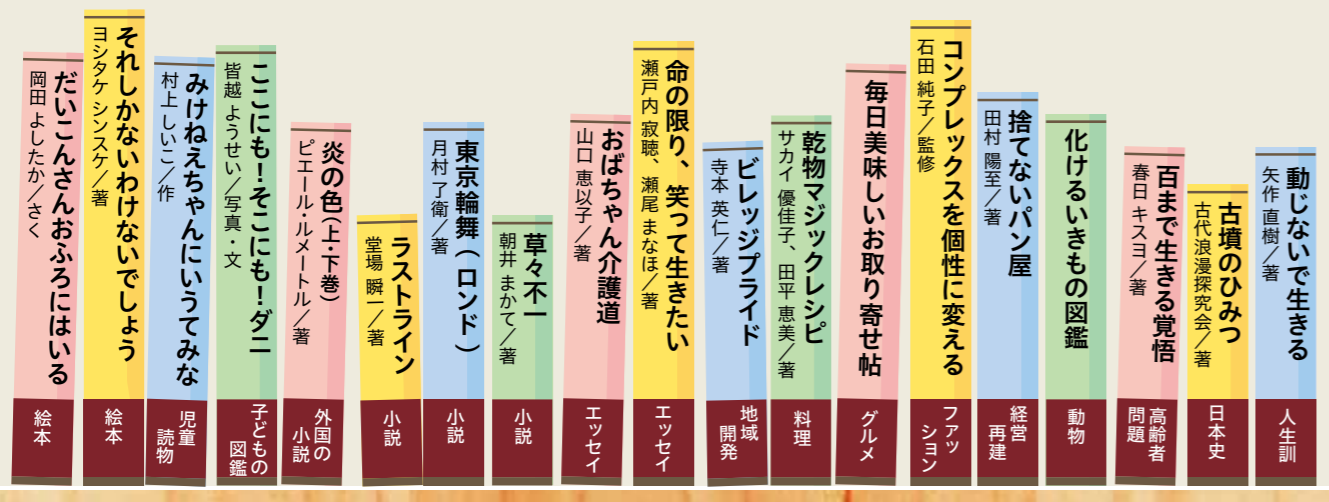 だいこんさんおふろにはいる
岡田 よしたか／さく
絵本
それしかないわけないでしょう
ヨシタケ シンスケ／著
絵本
みけねえちゃんにいうてみな
村上 しいこ／作
児童
読物
ここにも！そこにも！ダニ
皆越 ようせい／写真・文
子どもの
図鑑
炎の色（上・下巻）
ピエール・ルメートル／著
外国の
小説
ラストライン
堂場 瞬一／著
小説
東京輪舞（ロンド）
月村 了衛／著
小説
草々不一
朝井 まかて／著
小説
おばちゃん介護道
山口 恵以子／著
エッセイ
命の限り、笑って生きたい
瀬戸内 寂聴、瀬尾 まなほ／著
エッセイ
ビレッジプライド
寺本 英仁／著
地域
開発
乾物マジックレシピ
サカイ 優佳子、田平 恵美／著
料理
毎日美味しいお取り寄せ帖
グルメ
コンプレックスを個性に変える
石田 純子／監修
ファッ
ション
捨てないパン屋
田村 陽至／著
経営
再建
化けるいきもの図鑑
動物
百まで生きる覚悟
春日 キスヨ／著
高齢者
問題
古墳のひみつ
古代浪漫探究会／著
日本史
動じないで生きる
矢作 直樹／著
人生訓